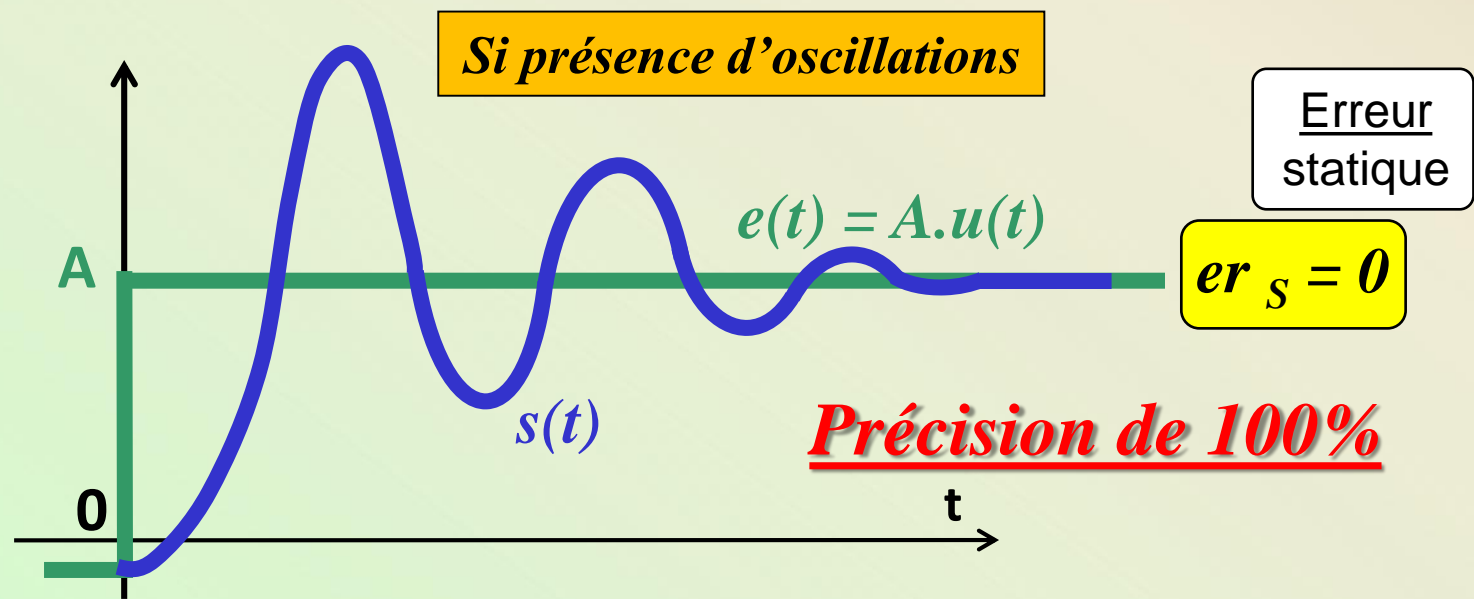 Si présence d’oscillations
Erreur
statique
e(t) = A.u(t)
A
er S = 0
s(t)
Précision de 100%
0
t